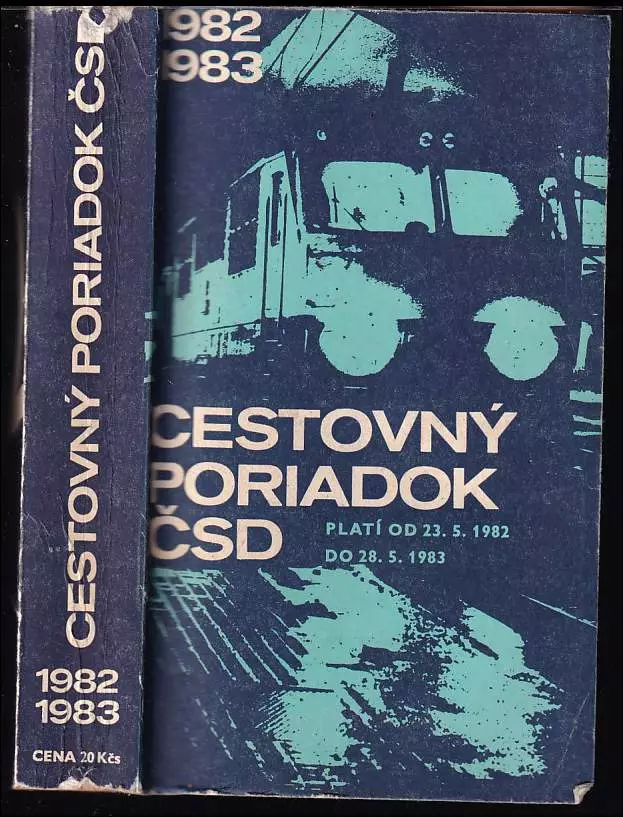 CESTOVNÝ PORIADOK ČSD
1982
1983
CENA 20 Kčs
1982
1983
CESTOVNÝ
PORIADOK
ČSD
PLATÍ OD 23. 5. 1982
DO 28. 5. 1983